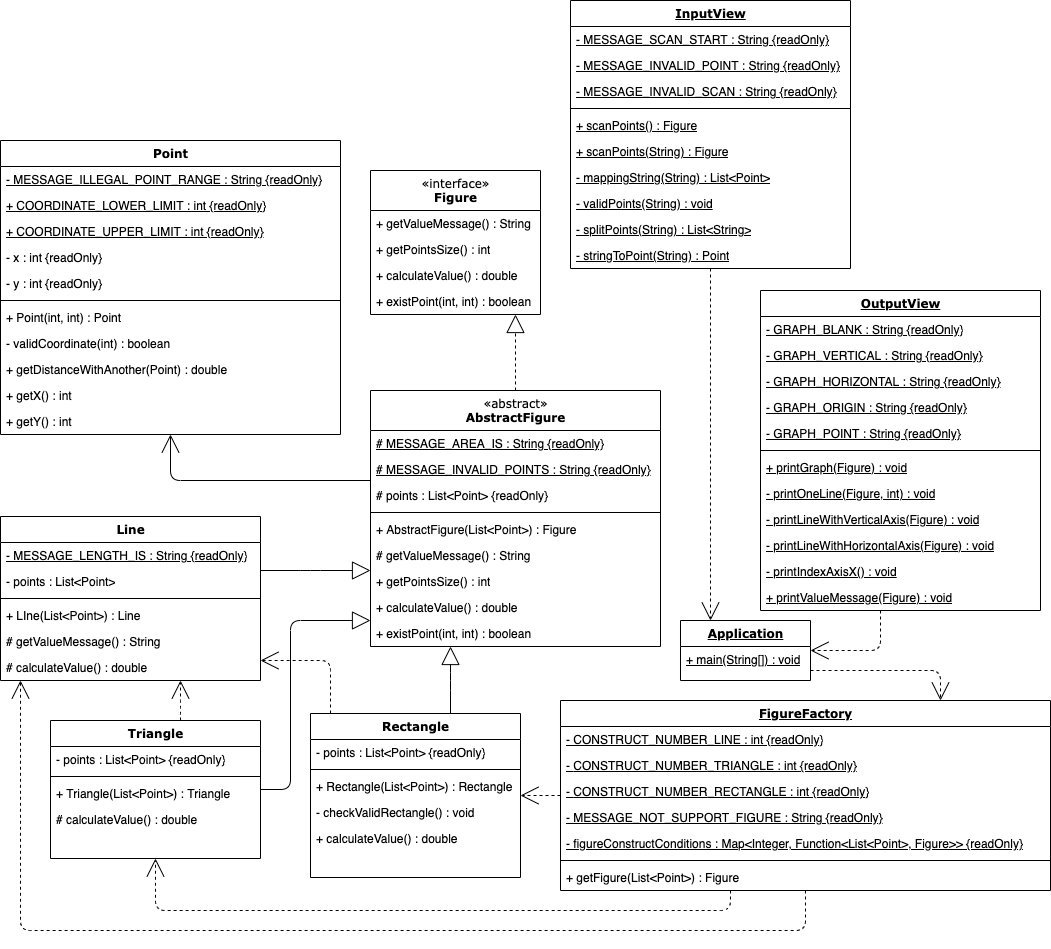 InputView
- MESSAGE_SCAN_START : String {readOnly}
- MESSAGE_INVALID_POINT : String {readOnly}
- MESSAGE_INVALID_SCAN : String {readOnly}
+ scanPoints() : Figure
+ scanPoints(String) : Figure
- mappingString(String) : List<Point>
- validPoints(String) : void
- splitPoints(String) : List<String>
- stringToPoint(String) : Point
Point
- MESSAGE_ILLEGAL_POINT_RANGE : String {readOnly}
+ COORDINATE_LOWER_LIMIT : int {readOnly}
+ COORDINATE_UPPER_LIMIT : int {readOnly}
- x : int {readOnly}
- y : int {readOnly}
+ Point(int, int) : Point
- validCoordinate(int) : boolean
+ getDistanceWithAnother(Point) : double
+ getX() : int
+ getY() : int
«interface»
Figure
+ getValueMessage() : String
+ getPointsSize() : int
+ calculateValue() : double
+ existPoint(int, int) : boolean
OutputView
- GRAPH_BLANK : String {readOnly}
- GRAPH_VERTICAL : String {readOnly}
- GRAPH_HORIZONTAL : String {readOnly}
- GRAPH_ORIGIN : String {readOnly}
- GRAPH_POINT : String {readOnly}
+ printGraph(Figure) : void
- printOneLine(Figure, int) : void
- printLineWithVerticalAxis(Figure) : void
- printLineWithHorizontalAxis(Figure) : void
- printIndexAxisX() : void
+ printValueMessage(Figure) : void
«abstract»
AbstractFigure
# MESSAGE_AREA_IS : String {readOnly}
# MESSAGE_INVALID_POINTS : String {readOnly}
# points : List<Point> {readOnly}
+ AbstractFigure(List<Point>) : Figure
# getValueMessage() : String
+ getPointsSize() : int
+ calculateValue() : double
+ existPoint(int, int) : boolean
Line
- MESSAGE_LENGTH_IS : String {readOnly}
- points : List<Point>
+ LIne(List<Point>) : Line
# getValueMessage() : String
# calculateValue() : double
Application
+ main(String[]) : void
Triangle
- points : List<Point> {readOnly}
+ Triangle(List<Point>) : Triangle
# calculateValue() : double
Rectangle
- points : List<Point> {readOnly}
+ Rectangle(List<Point>) : Rectangle
- checkValidRectangle() : void
+ calculateValue() : double
FigureFactory
- CONSTRUCT_NUMBER_LINE : int {readOnly}
- CONSTRUCT_NUMBER_TRIANGLE : int {readOnly}
- CONSTRUCT_NUMBER_RECTANGLE : int {readOnly}
- MESSAGE_NOT_SUPPORT_FIGURE : String {readOnly}
- figureConstructConditions : Map<Integer, Function<List<Point>, Figure>> {readOnly}
+ getFigure(List<Point>) : Figure